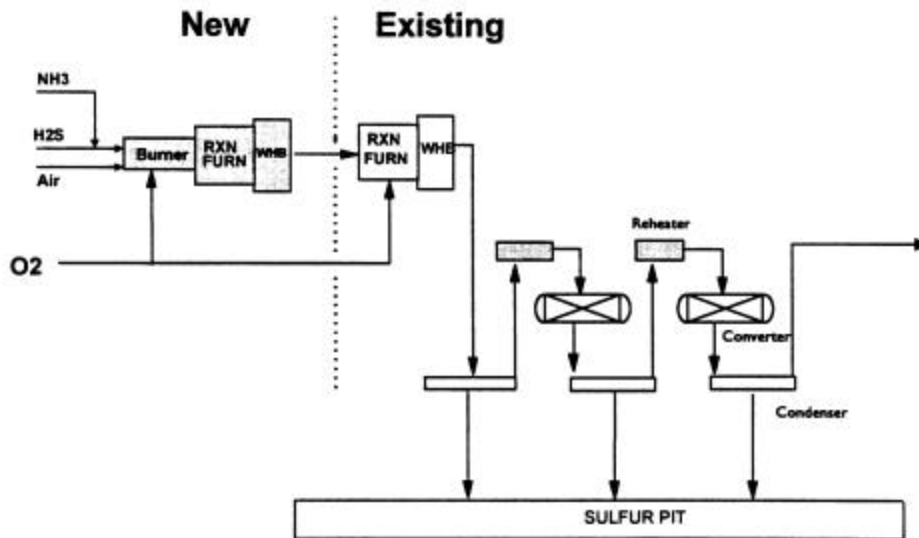 New
Existing
NH3
H2S
Air
Burner
RXN
FURN
WHB
RXN
FURN
WHB
O2
Reheater
Converter
Condenser
SULFUR PIT